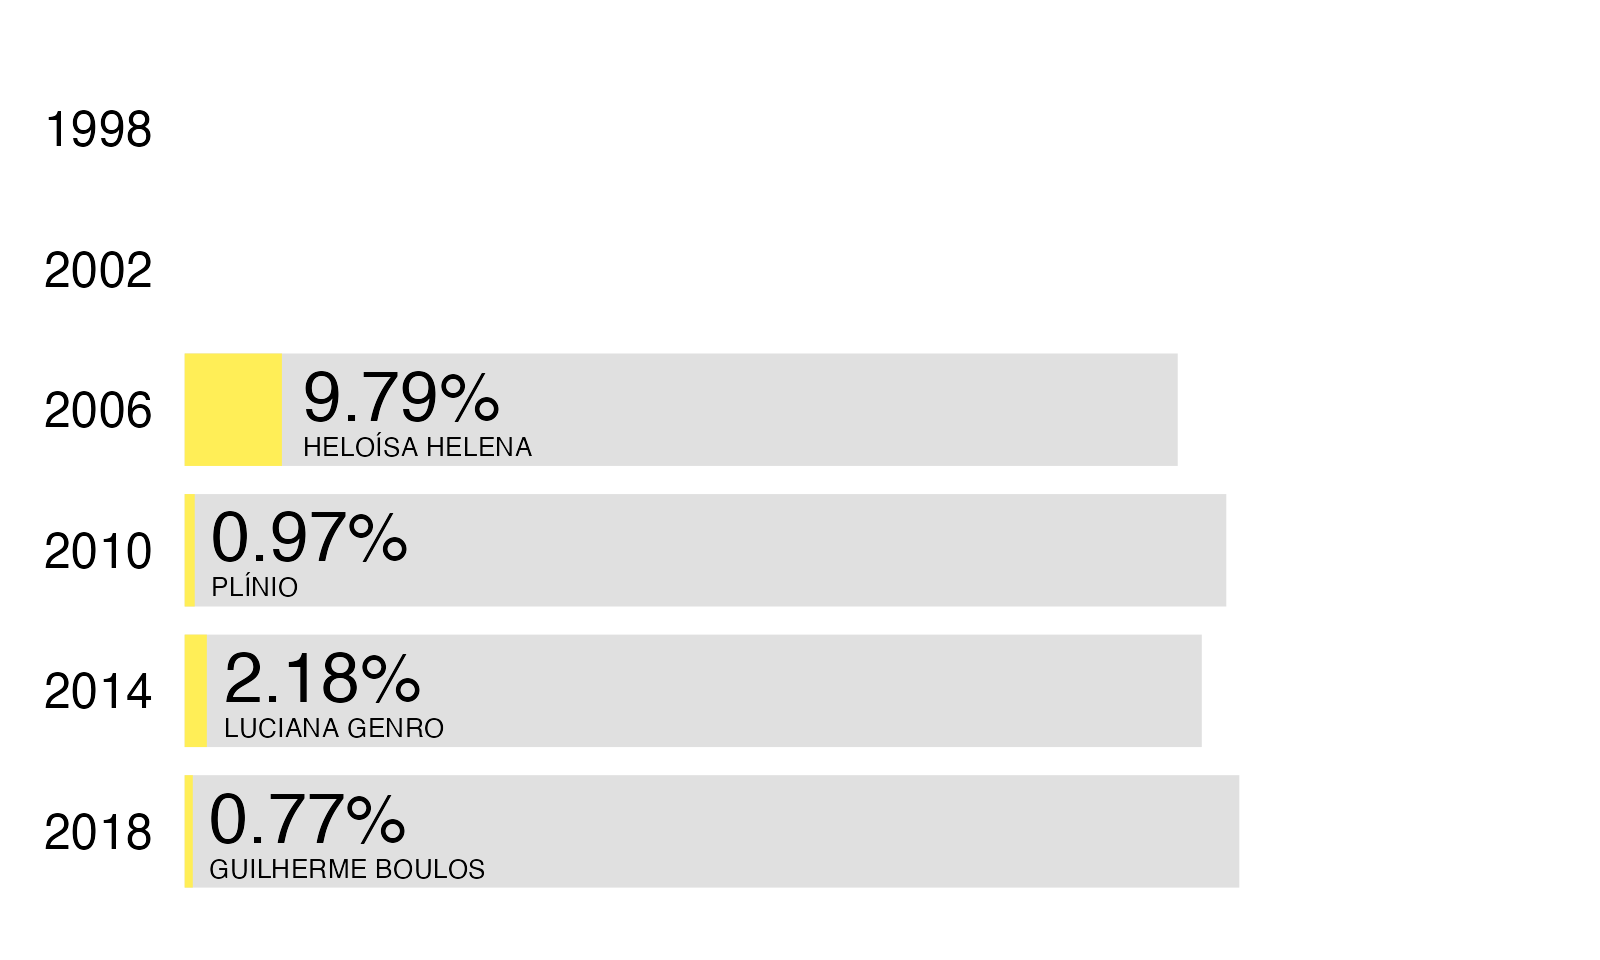 1998
2002
2006
9.79%
HELOÍSA HELENA
2010
0.97%
PLÍNIO
2014
2.18%
LUCIANA GENRO
2018
0.77%
GUILHERME BOULOS